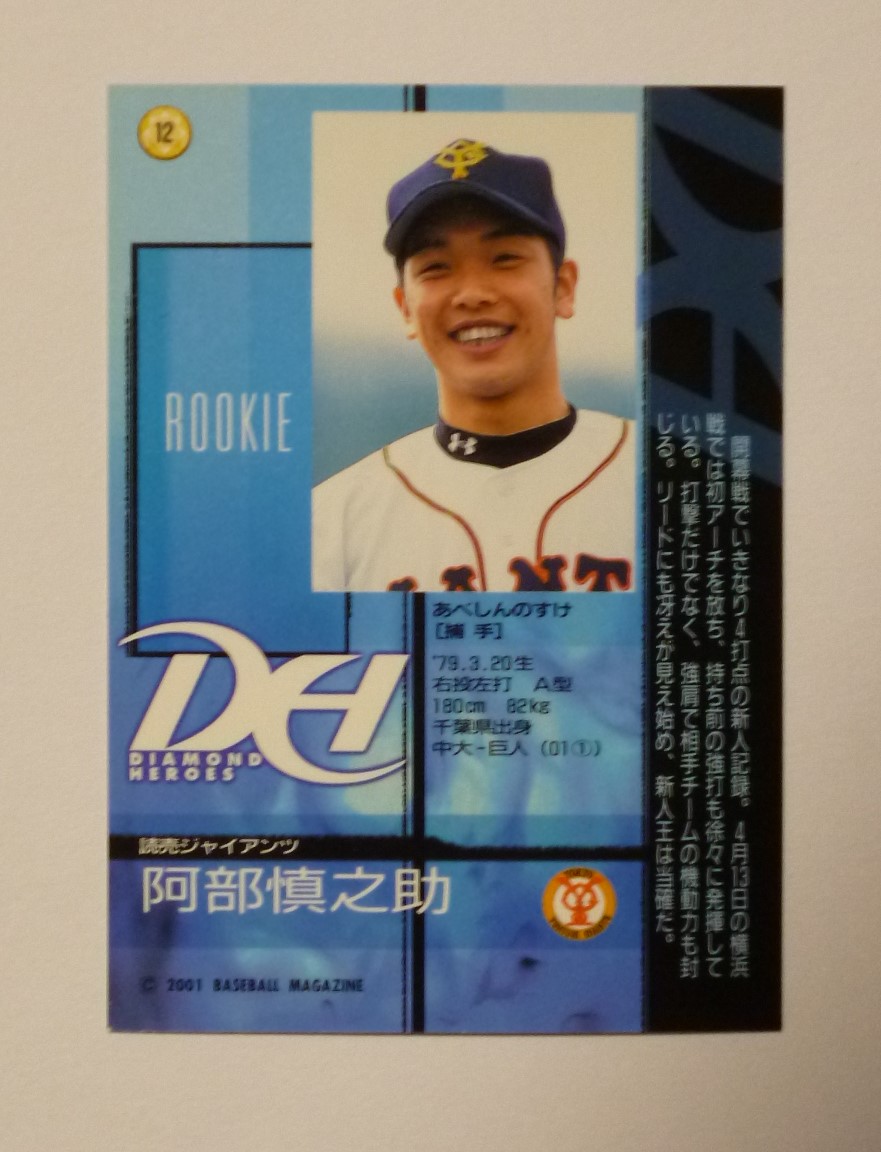 12
ROOKIE
ANT
あべしんのすけ
[捕 手]
'79.3.20生
右投左打 A型
180cm 82kg
千葉県出身
中大-巨人(01①)
DH
DIAMOND
HEROES
読売ジャイアンツ
阿部慎之助
© 2001 BASEBALL MAGAZINE
開幕戦でいきなり4打点の新人記録。4月13日の横浜
戦では初アーチを放ち、持ち前の強打も徐々に発揮して
いる。打撃だけでなく、強肩で相手チームの機動力も封
じる。リードにも冴えが見え始め、新人王は当確だ。